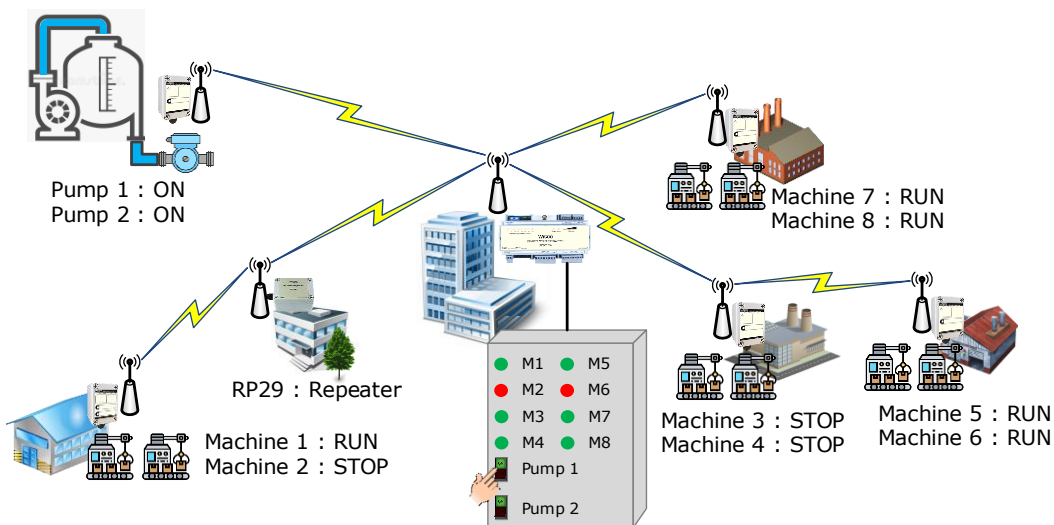 Pump 1 : ON
Pump 2 : ON
Machine 7 : RUN
Machine 8 : RUN
RP29 : Repeater
Machine 1 : RUN
Machine 2 : STOP
M1 M5
M2 M6
M3 M7
M4 M8
Pump 1
Pump 2
Machine 3 : STOP
Machine 4 : STOP
Machine 5 : RUN
Machine 6 : RUN